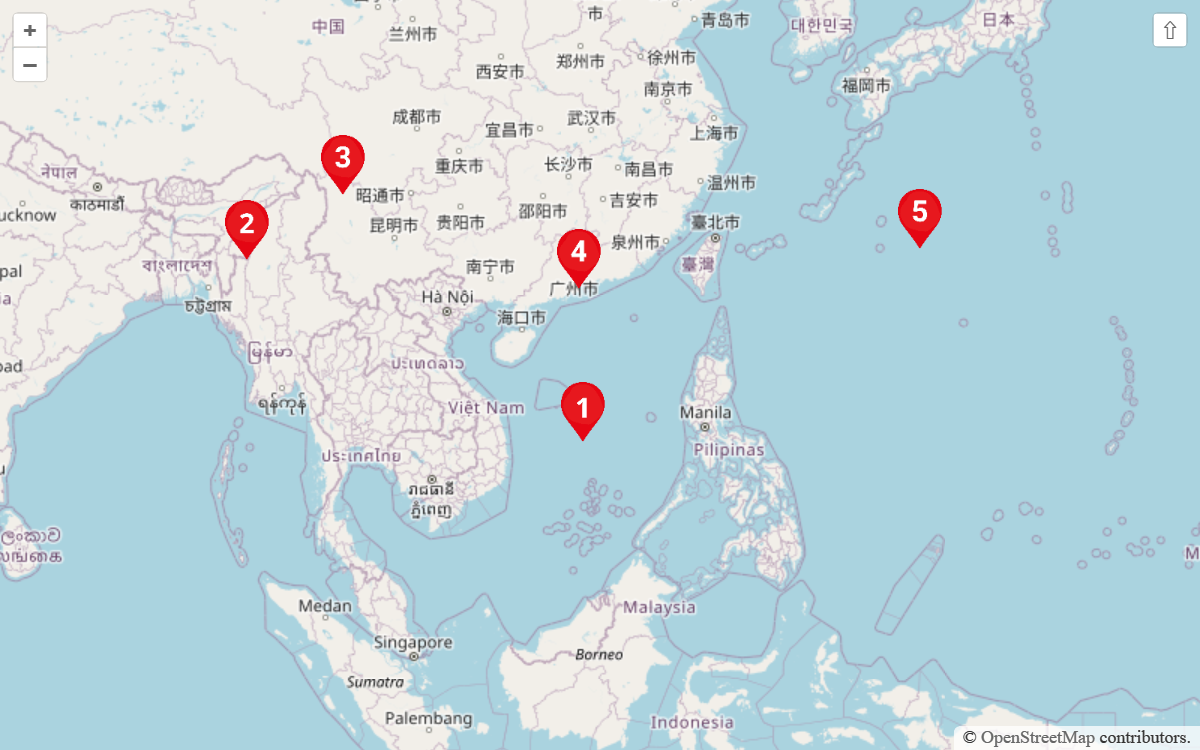 +
−
⇧
中国
兰州市
市
青岛市
대한민국
日本
西安市
郑州市
徐州市
南京市
福岡市
成都市
宜昌市
武汉市
上海市
3
重庆市
长沙市
南昌市
नेपाल
काठमाडौं
ucknow
昭通市
温州市
2
邵阳市
吉安市
5
昆明市
贵阳市
臺北市
泉州市
4
বাংলাদেশ
南宁市
臺灣
pal
ia
চট্টগ্রাম
广州市
Hà Nội
海口市
မြန်မာ
ປະເທດລາວ
bad
ရန်ကုန်
Việt Nam
1
Manila
ประเทศไทย
Pilipinas
រាជធានី
ភ្នំពេញ
Medan
Malaysia
Singapore
Borneo
Sumatra
Palembang
Indonesia
© OpenStreetMap contributors.